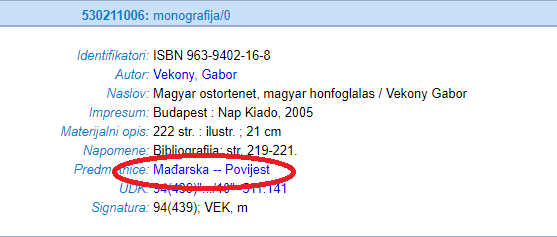 530211006: monografija/0
Identifikatori: ISBN 963-9402-16-8
Autor: Vekony, Gabor
Naslov: Magyar ostortenet, magyar honfoglalas / Vekony Gabor
Impresum: Budapest : Nap Kiado, 2005
Materijalni opis: 222 str. : ilustr. ; 21 cm
Napomene: Bibliografija: str. 219-221.
Predmetnice: Mađarska -- Povijest
UDK: 94(439)".../10" 911.141
Signatura: 94(439); VEK, m